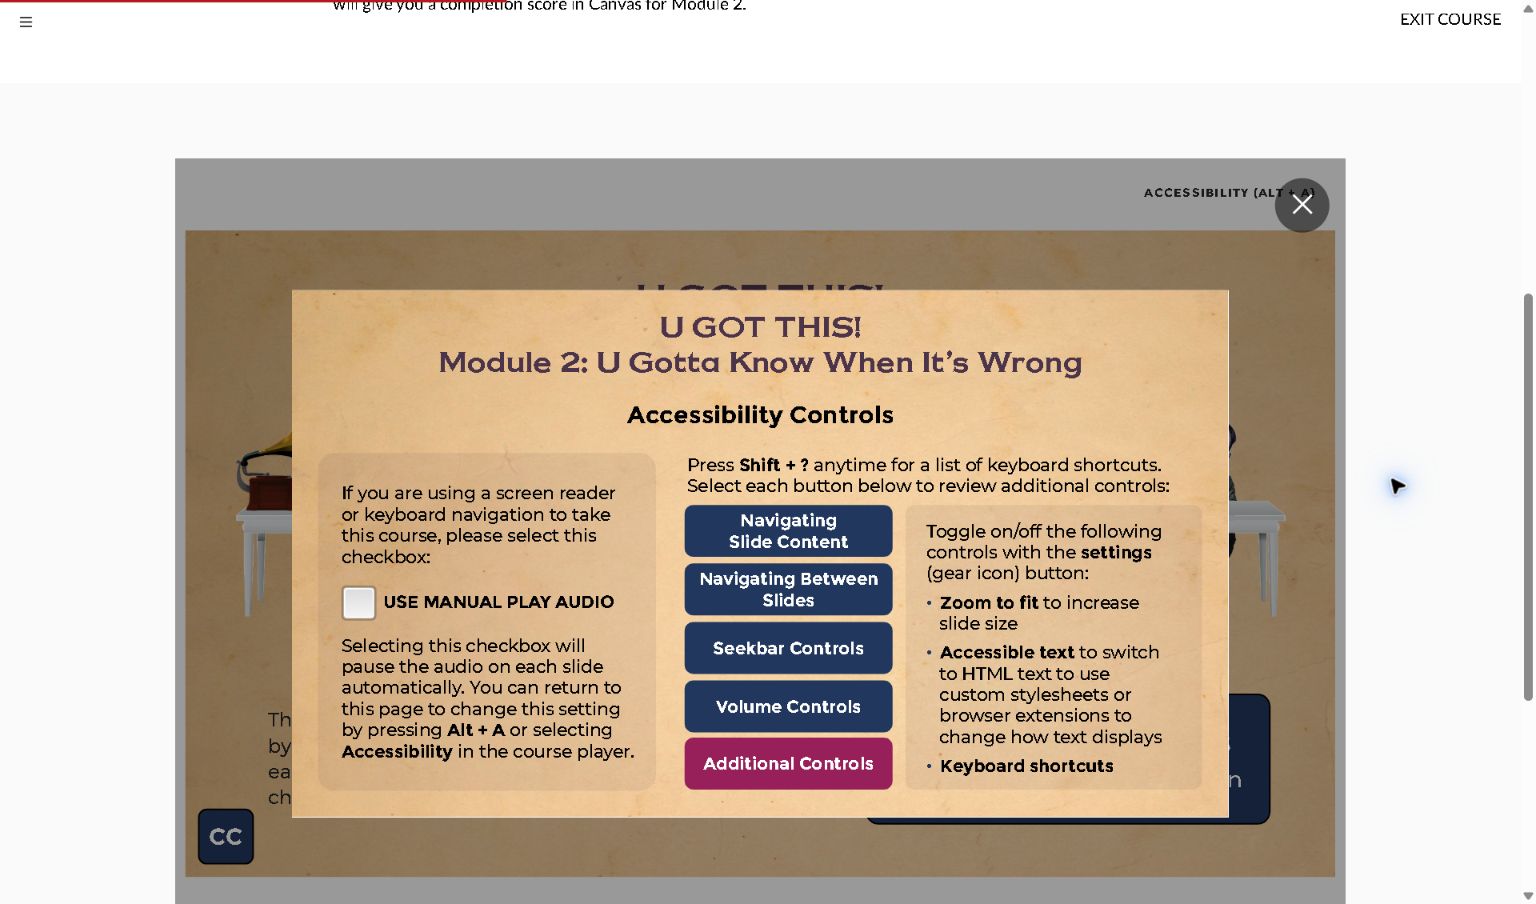 will give you a completion score in Canvas for Module 2.
EXIT COURSE
ACCESSIBILITY (ALT + A)
U GOT THIS!
U GOT THIS!
Module 2: U Gotta Know When It's Wrong
Accessibility Controls
If you are using a screen reader
or keyboard navigation to take
this course, please select this
checkbox:
USE MANUAL PLAY AUDIO
Selecting this checkbox will
pause the audio on each slide
automatically. You can return to
this page to change this setting
by pressing Alt + A or selecting
Accessibility in the course player.
Press Shift + ? anytime for a list of keyboard shortcuts.
Select each button below to review additional controls:
Navigating
Slide Content
Navigating Between
Slides
Seekbar Controls
Volume Controls
Additional Controls
Toggle on/off the following
controls with the settings
(gear icon) button:
• Zoom to fit to increase
slide size
• Accessible text to switch
to HTML text to use
custom stylesheets or
browser extensions to
change how text displays
• Keyboard shortcuts
by
CC